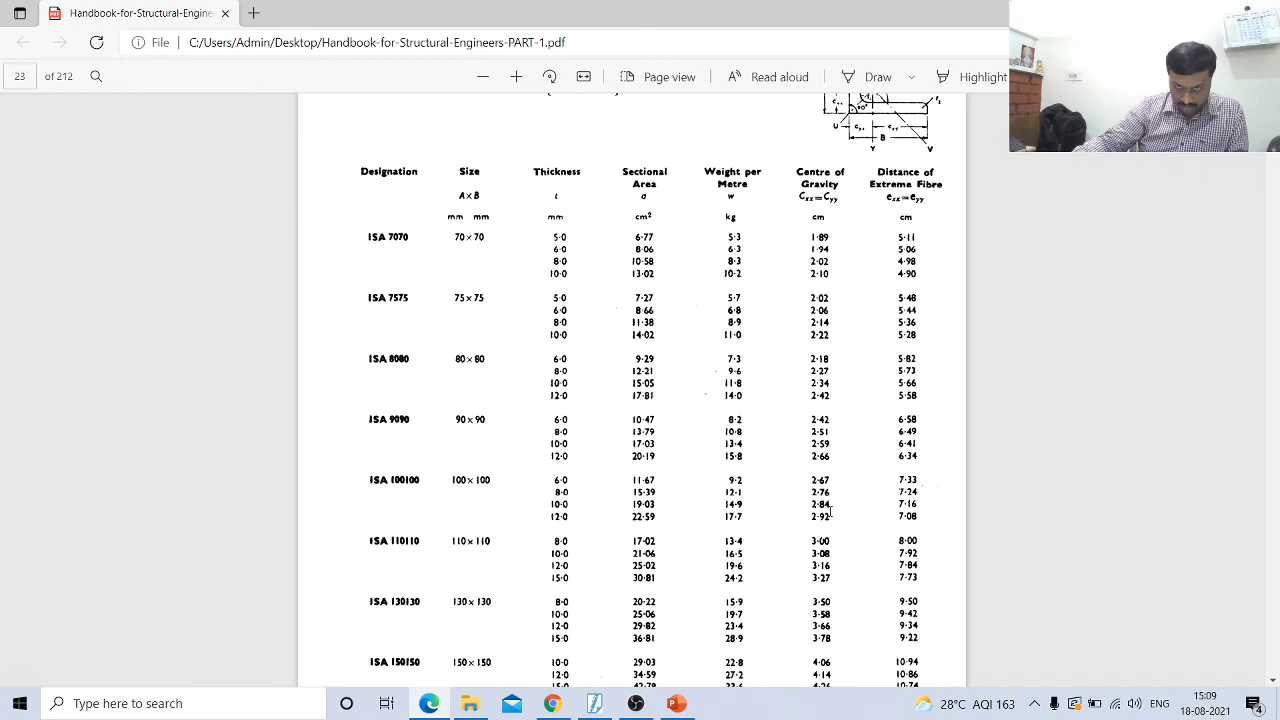 Handbook-for-Structural-Engineers
File
C:/Users/Admin/Desktop/Handbook-for-Structural-Engineers-PART-1.pdf
23 of 212
Page view
Read aloud
Draw
Highlight
U
B
Y
V
Designation Size Thickness Sectional Area Weight per Metre Centre of Gravity Distance of Extreme Fibre
A×B t a w Cxx=Cyy exx=eyy
mm mm mm cm² kg cm cm
ISA 7070 70×70 5·0 6·77 5·3 1·89 5·11
6·0 8·06 6·3 1·94 5·06
8·0 10·58 8·3 2·02 4·98
10·0 13·02 10·2 2·10 4·90
ISA 7575 75×75 5·0 7·27 5·7 2·02 5·48
6·0 8·66 6·8 2·06 5·44
8·0 11·38 8·9 2·14 5·36
10·0 14·02 11·0 2·22 5·28
ISA 8080 80×80 6·0 9·29 7·3 2·18 5·82
8·0 12·21 9·6 2·27 5·73
10·0 15·05 11·8 2·34 5·66
12·0 17·81 14·0 2·42 5·58
ISA 9090 90×90 6·0 10·47 8·2 2·42 6·58
8·0 13·79 10·8 2·51 6·49
10·0 17·03 13·4 2·59 6·41
12·0 20·19 15·8 2·66 6·34
ISA 100100 100×100 6·0 11·67 9·2 2·67 7·33
8·0 15·39 12·1 2·76 7·24
10·0 19·03 14·9 2·84 7·16
12·0 22·59 17·7 2·92 7·08
ISA 110110 110×110 8·0 17·02 13·4 3·00 8·00
10·0 21·06 16·5 3·08 7·92
12·0 25·02 19·6 3·16 7·84
15·0 30·81 24·2 3·27 7·73
ISA 130130 130×130 8·0 20·22 15·9 3·50 9·50
10·0 25·06 19·7 3·58 9·42
12·0 29·82 23·4 3·66 9·34
15·0 36·81 28·9 3·78 9·22
ISA 150150 150×150 10·0 29·03 22·8 4·06 10·94
12·0 34·59 27·2 4·14 10·86
Type here to search
28°C AQI 163
ENG
15:09
18-08-2021
4